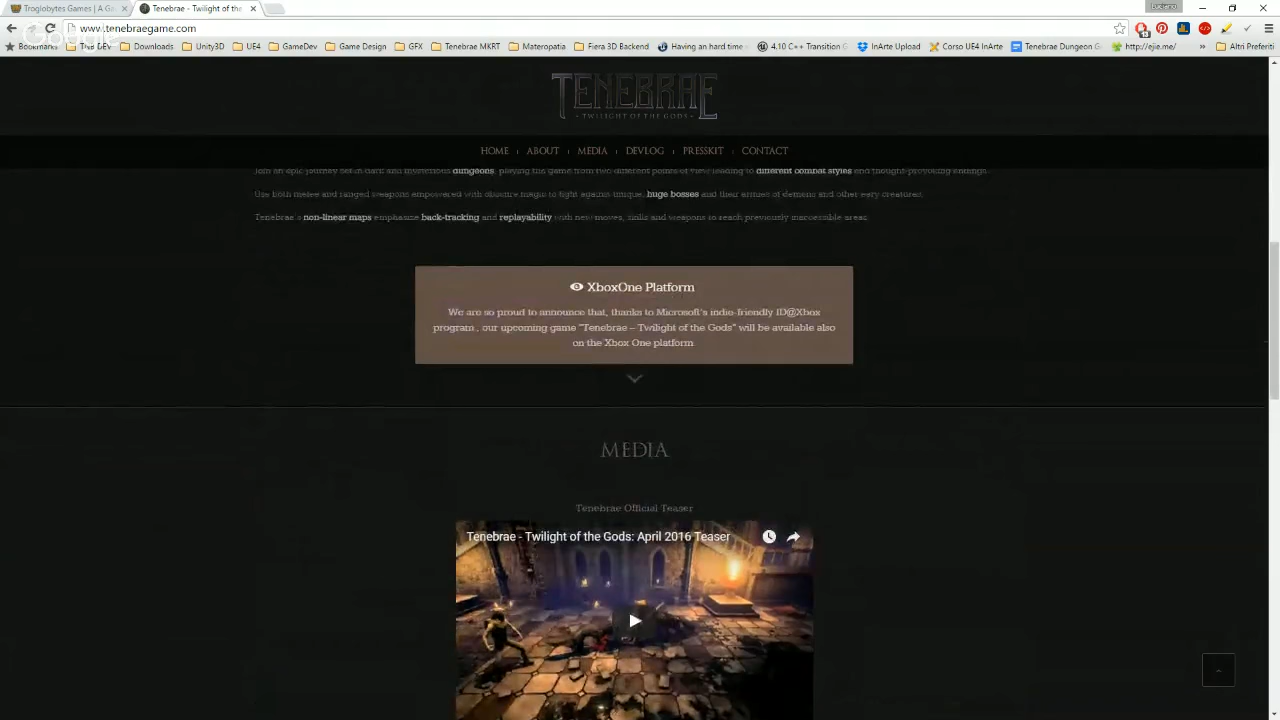 Troglobytes Games | A Ga
Tenebrae - Twilight of the
Luciano
www.tenebraegame.com
Google
Bookmarks
Downloads
Unity3D
UE4
GameDev
Game Design
GFX
Tenebrae MKRT
Materopatia
Fiera 3D Backend
Having an hard time
4.10 C++ Transition G
InArte Upload
Corso UE4 InArte
Tenebrae Dungeon G
http://ejie.me/
»
Altri Preferiti
TENEBRAE
- TWILIGHT OF THE GODS -
HOME ABOUT MEDIA DEVLOG PRESSKIT CONTACT
Join an epic journey set in dark and mysterious dungeons, playing the game from two different points of view leading to different combat styles and thought-provoking endings.
Use both melee and ranged weapons empowered with obscure magic to fight against unique, huge bosses and their armies of demons and other eery creatures.
Tenebrae's non-linear maps emphasize back-tracking and replayability with new moves, skills and weapons to reach previously inaccessible areas.
XboxOne Platform
We are so proud to announce that, thanks to Microsoft's indie-friendly ID@Xbox
program , our upcoming game "Tenebrae – Twilight of the Gods" will be available also
on the Xbox One platform.
MEDIA
Tenebrae Official Teaser
Tenebrae - Twilight of the Gods: April 2016 Teaser